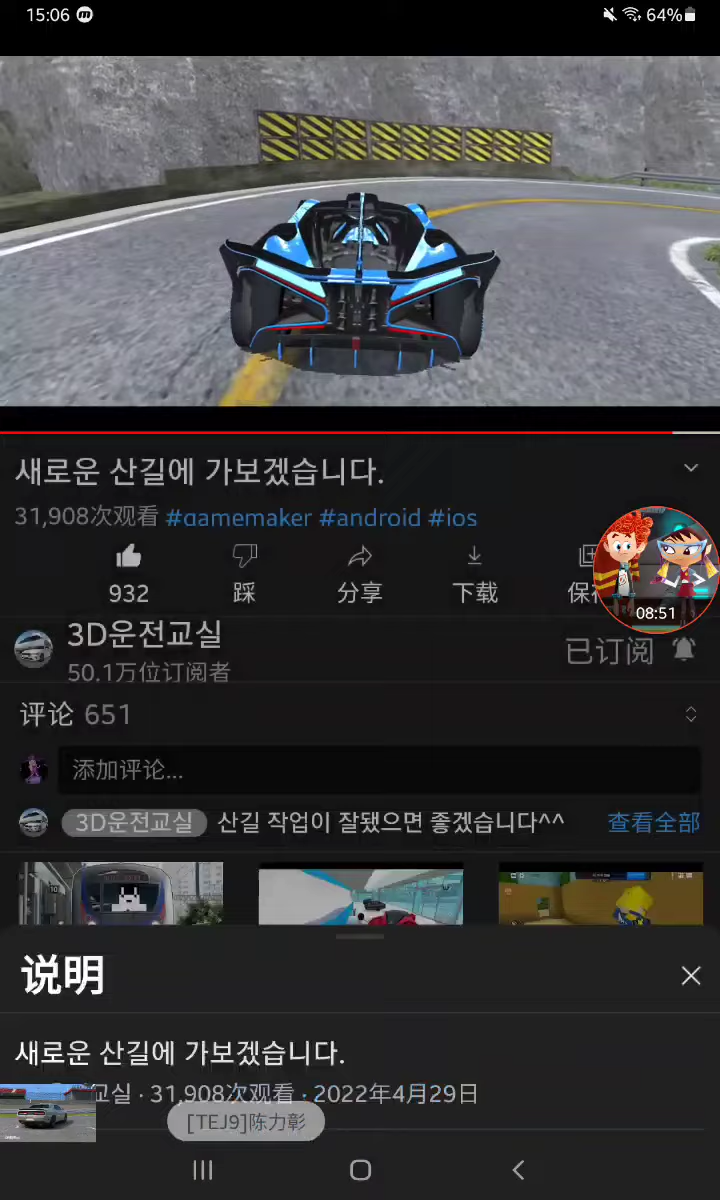 15:06
64%
새로운 산길에 가보겠습니다.
31,908次观看 #gamemaker #android #ios
932
踩
分享
下载
08:51
3D운전교실
50.1万位订阅者
已订阅
评论 651
添加评论...
3D운전교실 산길 작업이 잘됐으면 좋겠습니다^^ 查看全部
说明
새로운 산길에 가보겠습니다.
교실 · 31,908次观看 · 2022年4月29日
[TEJ9]陈力彰